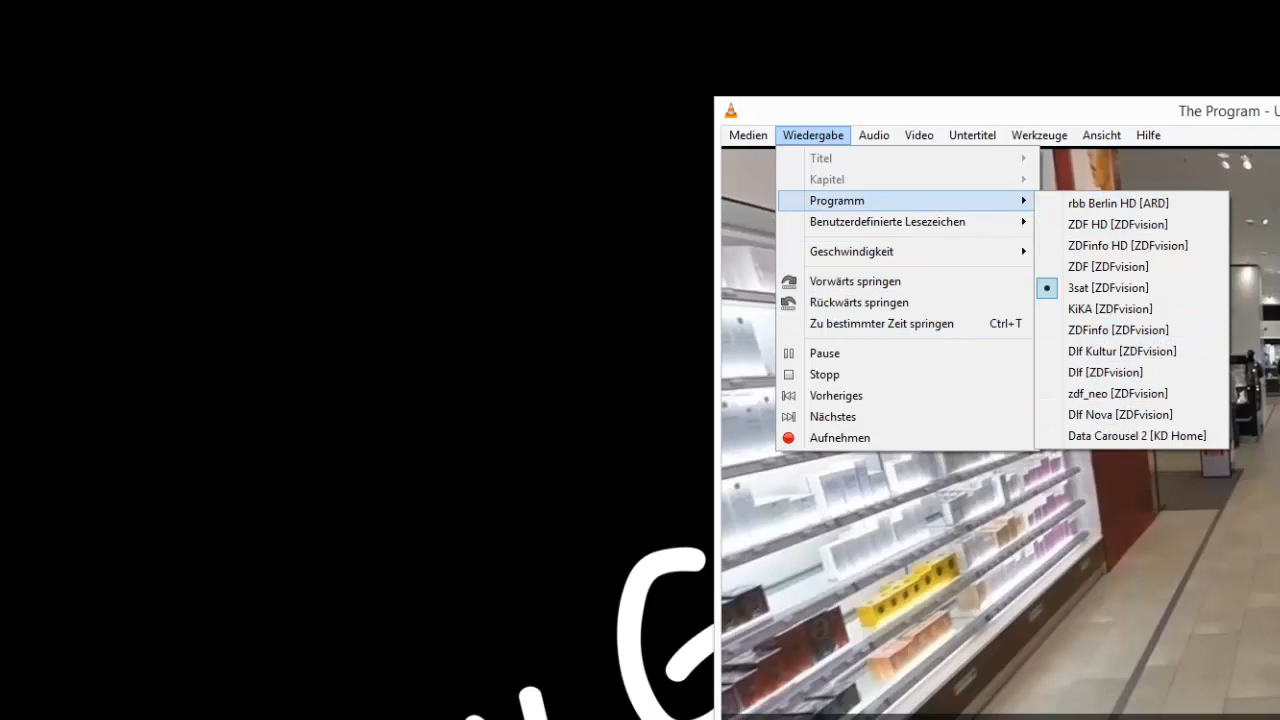 The Program - U
Medien Wiedergabe Audio Video Untertitel Werkzeuge Ansicht Hilfe
Titel
Kapitel
Programm
Benutzerdefinierte Lesezeichen
Geschwindigkeit
Vorwärts springen
Rückwärts springen
Zu bestimmter Zeit springen Ctrl+T
Pause
Stopp
Vorheriges
Nächstes
Aufnehmen
rbb Berlin HD [ARD]
ZDF HD [ZDFvision]
ZDFinfo HD [ZDFvision]
ZDF [ZDFvision]
3sat [ZDFvision]
KiKA [ZDFvision]
ZDFinfo [ZDFvision]
Dlf Kultur [ZDFvision]
Dlf [ZDFvision]
zdf_neo [ZDFvision]
Dlf Nova [ZDFvision]
Data Carousel 2 [KD Home]